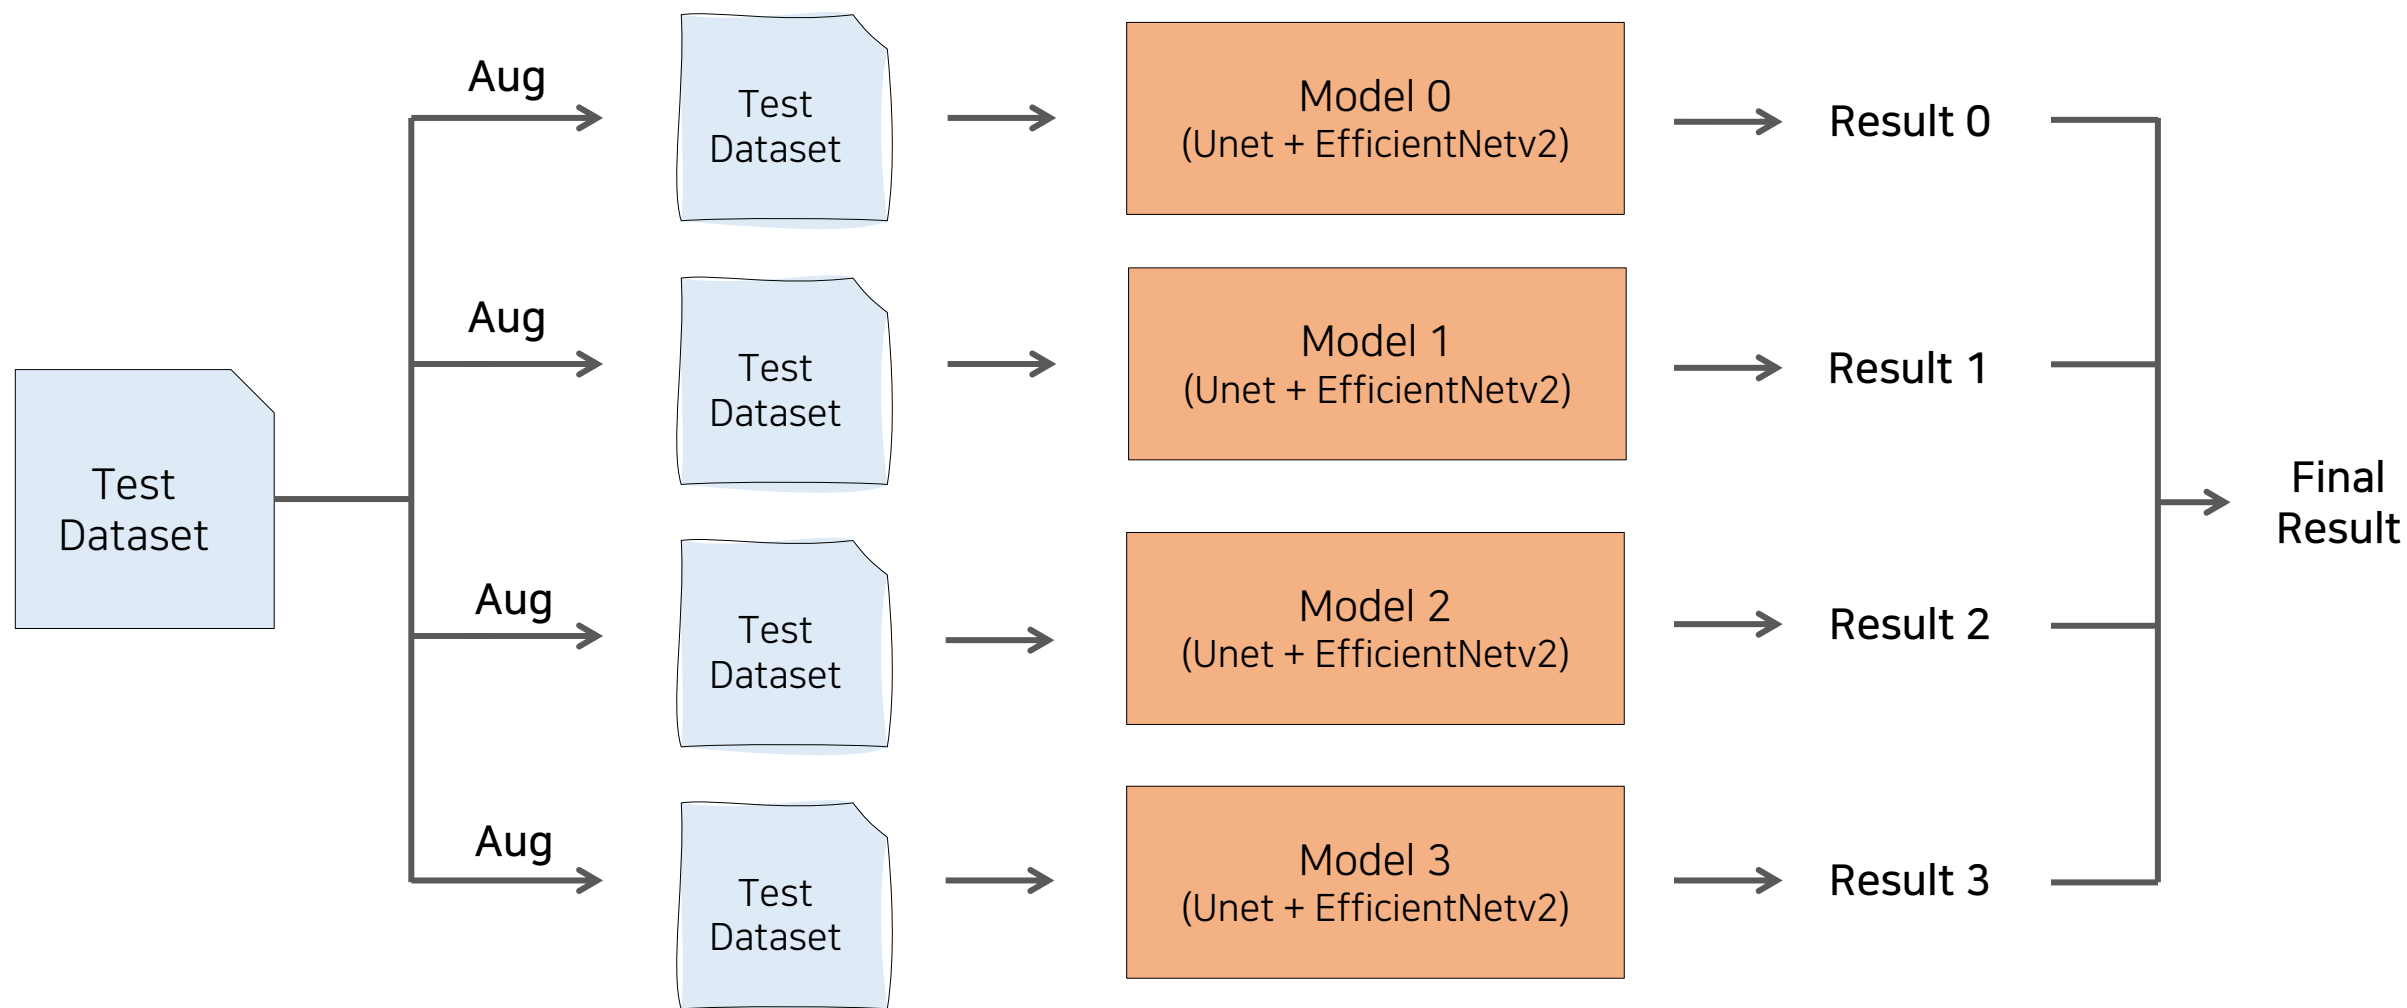 Test
Dataset
Aug
Test
Dataset
Model 0
(Unet + EfficientNetv2)
Result 0
Aug
Test
Dataset
Model 1
(Unet + EfficientNetv2)
Result 1
Aug
Test
Dataset
Model 2
(Unet + EfficientNetv2)
Result 2
Aug
Test
Dataset
Model 3
(Unet + EfficientNetv2)
Result 3
Final
Result